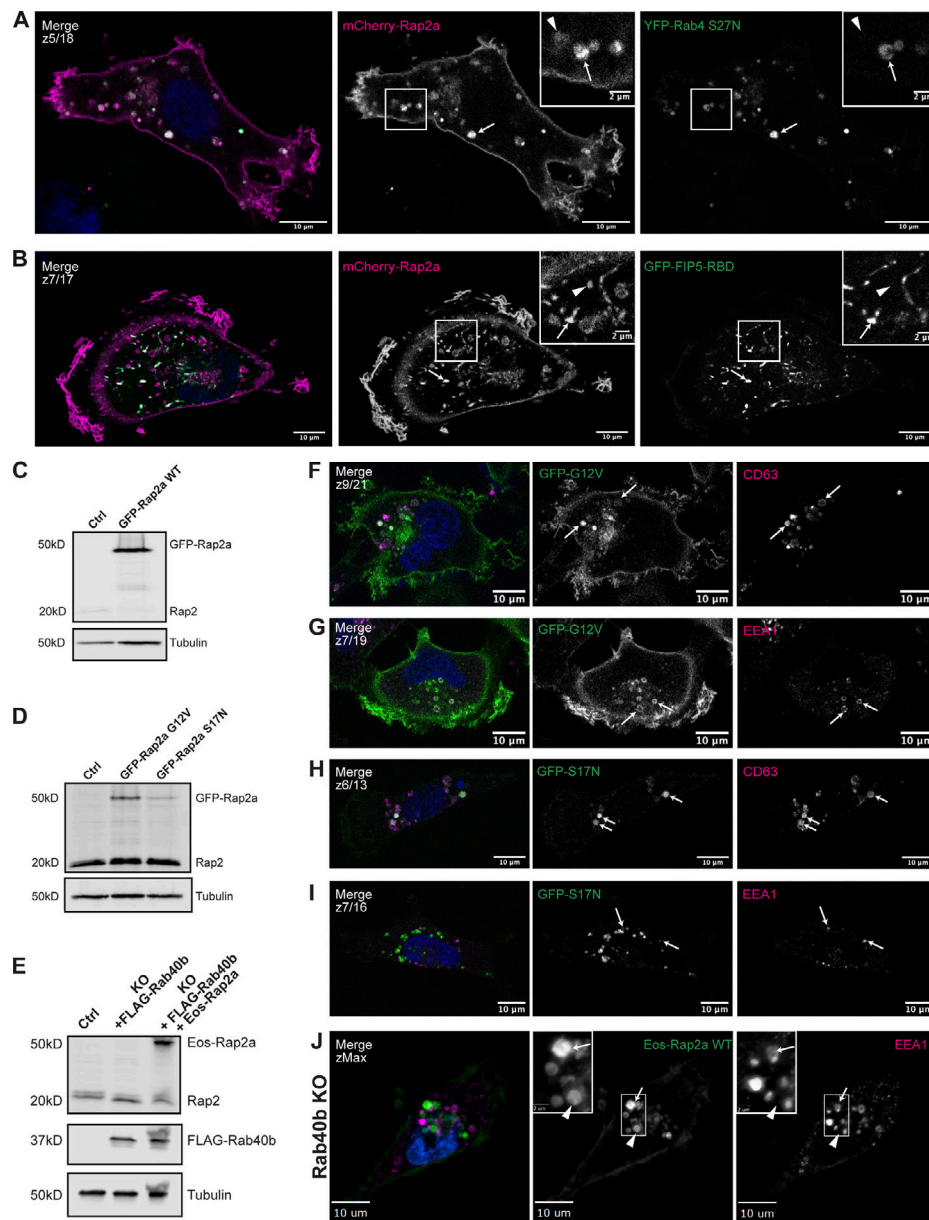 A
Merge
z5/18
mCherry-Rap2a
YFP-Rab4 S27N
2 µm
2 µm
10 µm
10 µm
10 µm
B
Merge
z7/17
mCherry-Rap2a
GFP-FIP5-RBD
2 µm
2 µm
10 µm
10 µm
10 µm
C
Ctrl
GFP-Rap2a WT
50kD
GFP-Rap2a
20kD
Rap2
50kD
Tubulin
D
Ctrl
GFP-Rap2a G12V
GFP-Rap2a S17N
50kD
GFP-Rap2a
20kD
Rap2
50kD
Tubulin
E
Ctrl
KO
+FLAG-Rab40b
KO
+ FLAG-Rab40b
+ Eos-Rap2a
50kD
Eos-Rap2a
20kD
Rap2
37kD
FLAG-Rab40b
50kD
Tubulin
F
Merge
z9/21
GFP-G12V
CD63
10 µm
10 µm
10 µm
G
Merge
z7/19
GFP-G12V
EEA1
10 µm
10 µm
10 µm
H
Merge
z6/13
GFP-S17N
CD63
10 µm
10 µm
10 µm
I
Merge
z7/16
GFP-S17N
EEA1
10 µm
10 µm
10 µm
J
Rab40b KO
Merge
zMax
Eos-Rap2a WT
EEA1
2 um
2 um
10 um
10 um
10 um